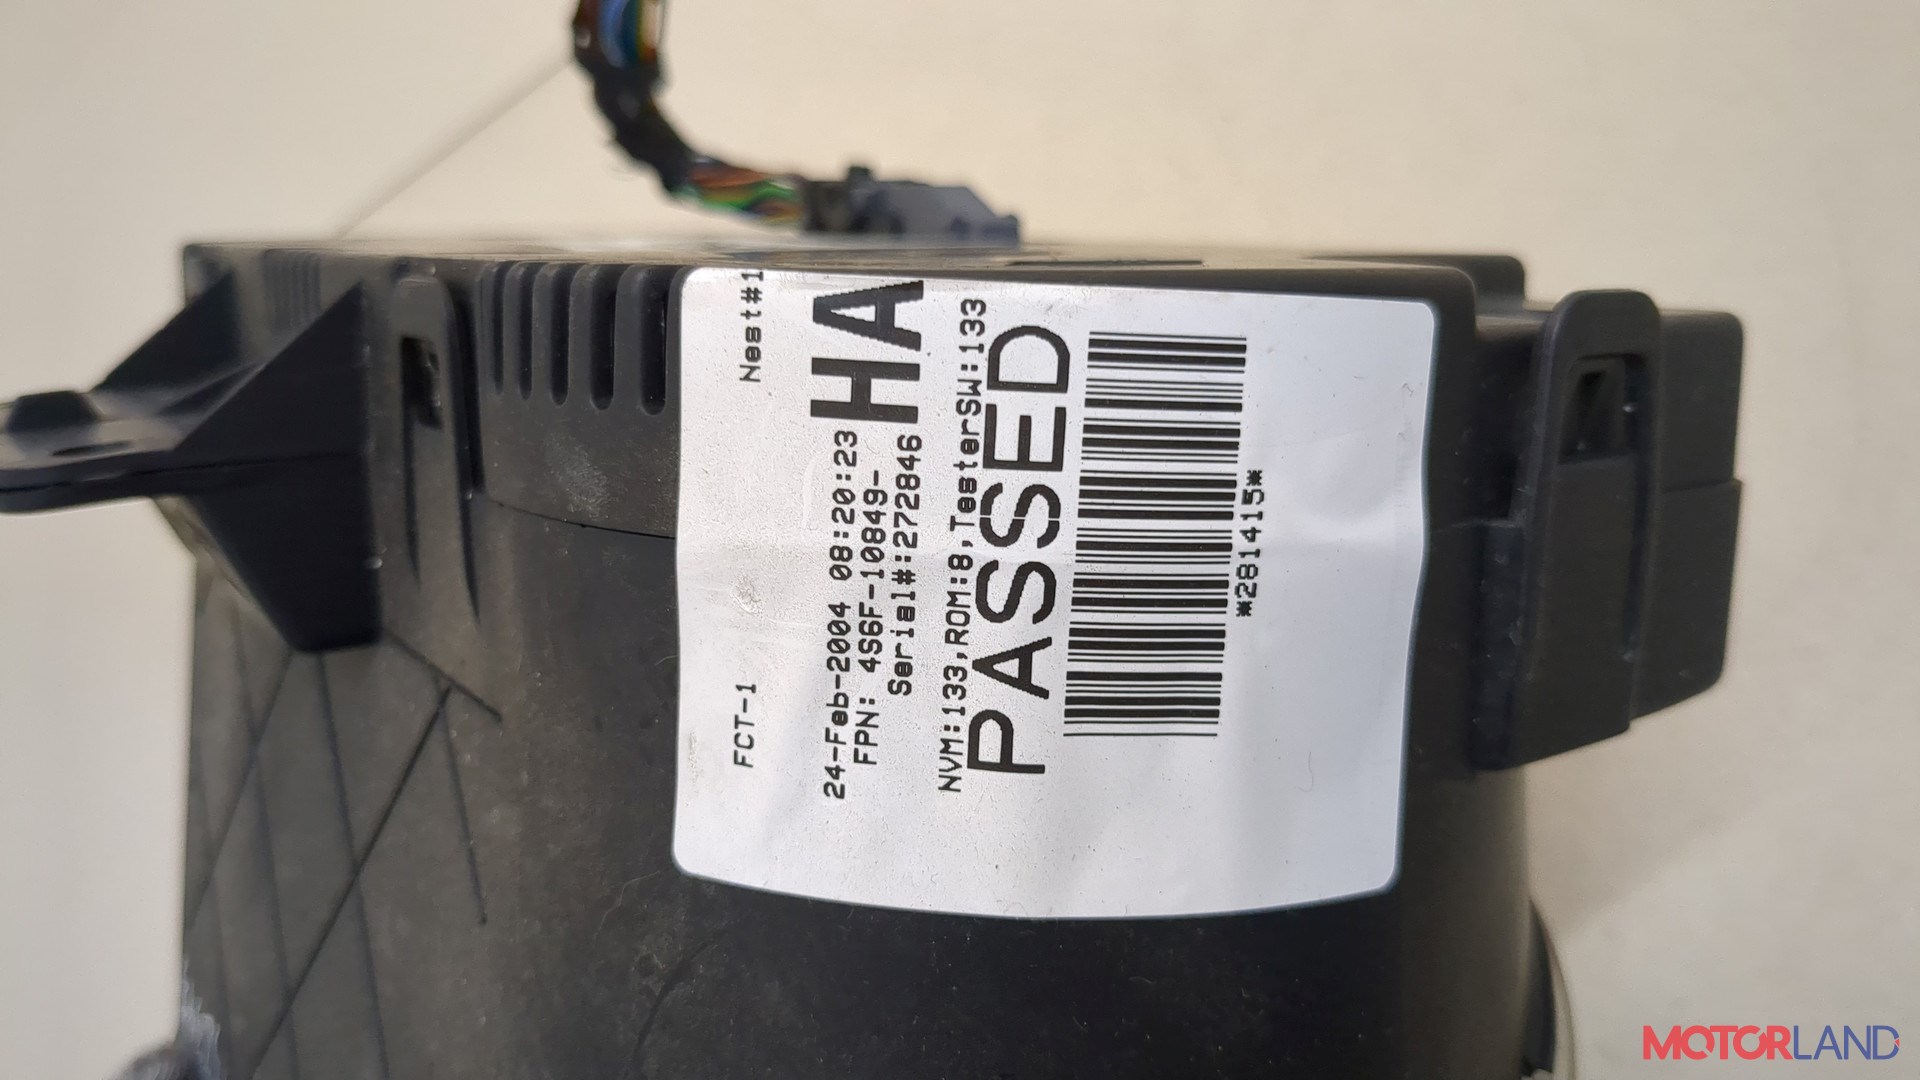 FCT-1 Nest#1
24-Feb-2004 08:20:23
FPN: 4S6F-10849-
HA
Serial#:272846
NVM:133,ROM:8,TesterSW:133
PASSED
*281415*
MOTORLAND